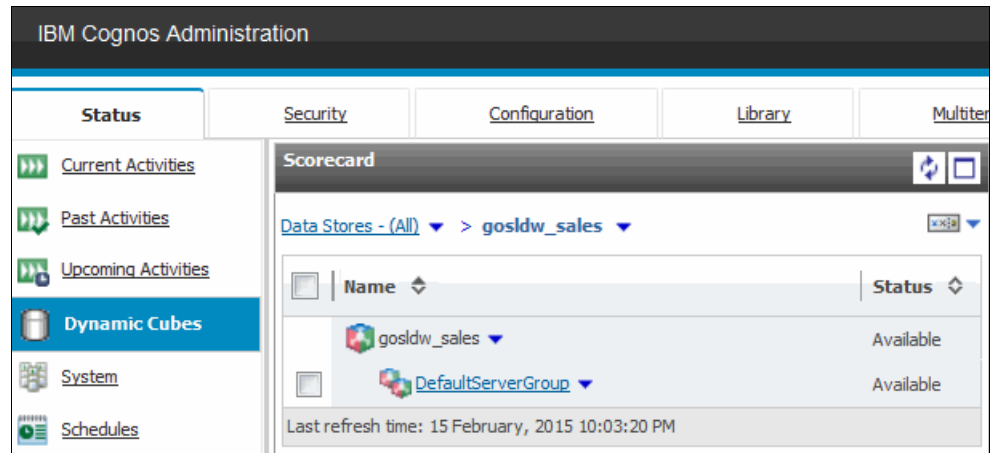 IBM Cognos Administration
Status Security Configuration Library
Current Activities
Past Activities
Upcoming Activities
Dynamic Cubes
System
Schedules
Scorecard
Data Stores - (All) > gosldw_sales
Name Status
gosldw_sales Available
DefaultServerGroup Available
Last refresh time: 15 February, 2015 10:03:20 PM